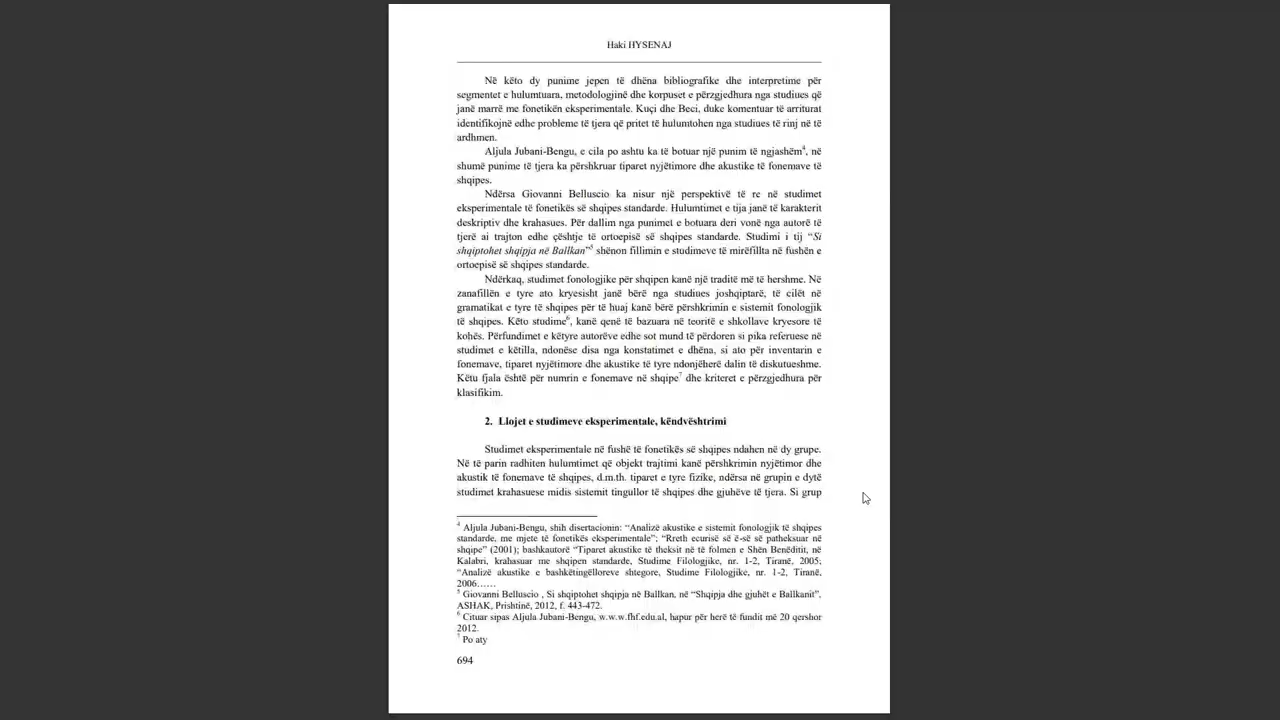 Haki HYSENAJ
Në këto dy punime jepen të dhëna bibliografike dhe interpretime për
segmentet e hulumtuara, metodologjinë dhe korpuset e përzgjedhura nga studiues që
janë marrë me fonetikën eksperimentale. Kuçi dhe Beci, duke komentuar të arriturat
identifikojnë edhe probleme të tjera që pritet të hulumtohen nga studiues të rinj në të
ardhmen.
Aljula Jubani-Bengu, e cila po ashtu ka të botuar një punim të ngjashëm4, në
shumë punime të tjera ka përshkruar tiparet nyjëtimore dhe akustike të fonemave të
shqipes.
Ndërsa Giovanni Belluscio ka nisur një perspektivë të re në studimet
eksperimentale të fonetikës së shqipes standarde. Hulumtimet e tija janë të karakterit
deskriptiv dhe krahasues. Për dallim nga punimet e botuara deri vonë nga autorë të
tjerë ai trajton edhe çështje të ortoepisë së shqipes standarde. Studimi i tij “Si
shqiptohet shqipja në Ballkan”5 shënon fillimin e studimeve të mirëfillta në fushën e
ortoepisë së shqipes standarde.
Ndërkaq, studimet fonologjike për shqipen kanë një traditë më të hershme. Në
zanafillën e tyre ato kryesisht janë bërë nga studiues joshqiptarë, të cilët në
gramatikat e tyre të shqipes për të huaj kanë bërë përshkrimin e sistemit fonologjik
të shqipes. Këto studime6, kanë qenë të bazuara në teoritë e shkollave kryesore të
kohës. Përfundimet e këtyre autorëve edhe sot mund të përdoren si pika referuese në
studimet e këtilla, ndonëse disa nga konstatimet e dhëna, si ato për inventarin e
fonemave, tiparet nyjëtimore dhe akustike të tyre ndonjëherë dalin të diskutueshme.
Këtu fjala është për numrin e fonemave në shqipe7 dhe kriteret e përzgjedhura për
klasifikim.
2. Llojet e studimeve eksperimentale, këndvështrimi
Studimet eksperimentale në fushë të fonetikës së shqipes ndahen në dy grupe.
Në të parin radhiten hulumtimet që objekt trajtimi kanë përshkrimin nyjëtimor dhe
akustik të fonemave të shqipes, d.m.th. tiparet e tyre fizike, ndërsa në grupin e dytë
studimet krahasuese midis sistemit tingullor të shqipes dhe gjuhëve të tjera. Si grup
4 Aljula Jubani-Bengu, shih disertacionin: “Analizë akustike e sistemit fonologjik të shqipes
standarde, me mjete të fonetikës eksperimentale”: “Rreth ecurisë së ë-së së patheksuar në
shqipe” (2001); bashkautorë “Tiparet akustike të theksit në të folmen e Shën Benëditit, në
Kalabri, krahasuar me shqipen standarde, Studime Filologjike, nr. 1-2, Tiranë, 2005;
“Analizë akustike e bashkëtingëlloreve shtegore, Studime Filologjike, nr. 1-2, Tiranë,
2006……
5 Giovanni Belluscio , Si shqiptohet shqipja në Ballkan, në “Shqipja dhe gjuhët e Ballkanit”,
ASHAK, Prishtinë, 2012, f. 443-472.
6 Cituar sipas Aljula Jubani-Bengu, w.w.w.fhf.edu.al, hapur për herë të fundit më 20 qershor
2012.
7 Po aty
694